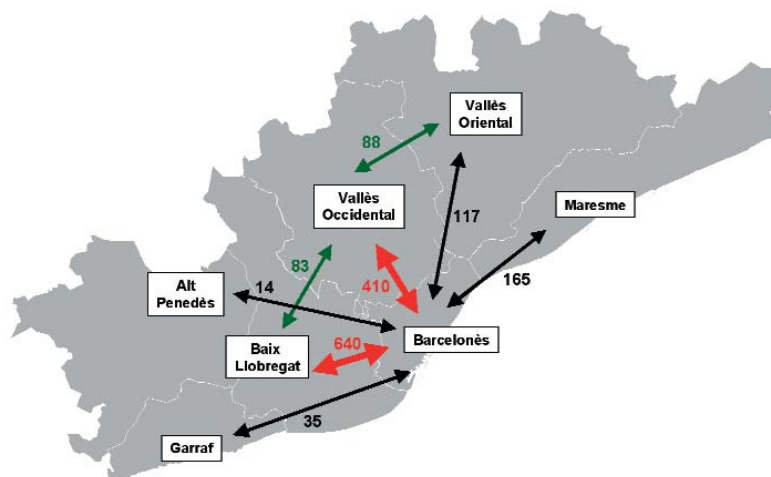 Vallès
Oriental
88
Vallès
Occidental
Maresme
117
83
410
165
Alt
Penedès
14
Baix
Llobregat
640
Barcelonès
35
Garraf